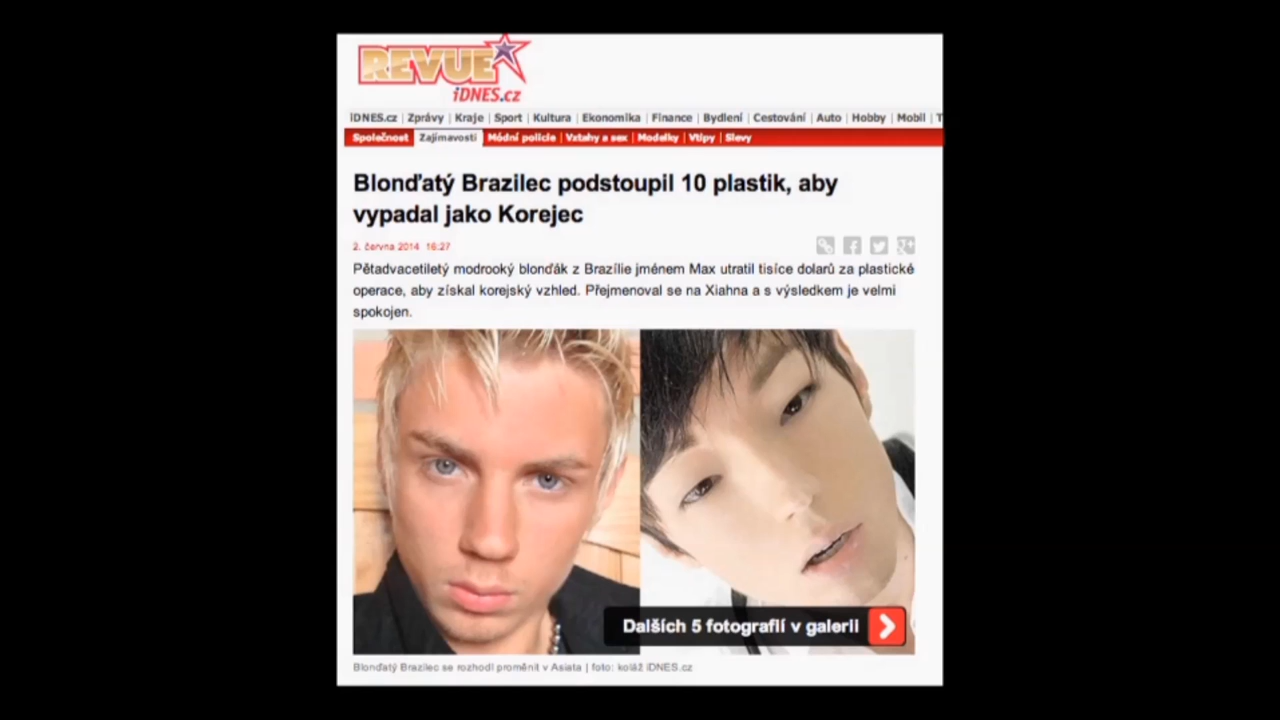 REVUE
iDNES.cz
iDNES.cz | Zprávy | Kraje | Sport | Kultura | Ekonomika | Finance | Bydlení | Cestování | Auto | Hobby | Mobil | T
Společnost Zajímavosti Módní policie | Vztahy a sex | Modelky | Vtipy | Slevy
Blonďatý Brazilec podstoupil 10 plastik, aby
vypadal jako Korejec
2. června 2014 16:27
Pětadvacetiletý modrooký blonďák z Brazílie jménem Max utratil tisíce dolarů za plastické
operace, aby získal korejský vzhled. Přejmenoval se na Xiahna a s výsledkem je velmi
spokojen.
Dalších 5 fotografií v galerii
Blonďatý Brazilec se rozhodl proměnit v Asiata | foto: koláž iDNES.cz